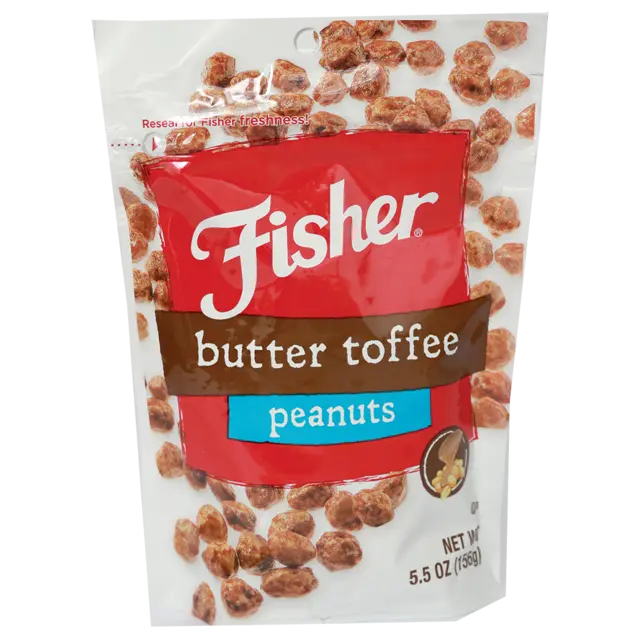 Reseal for Fisher freshness!
Fisher®
butter toffee
peanuts
NET WT
5.5 OZ (156g)